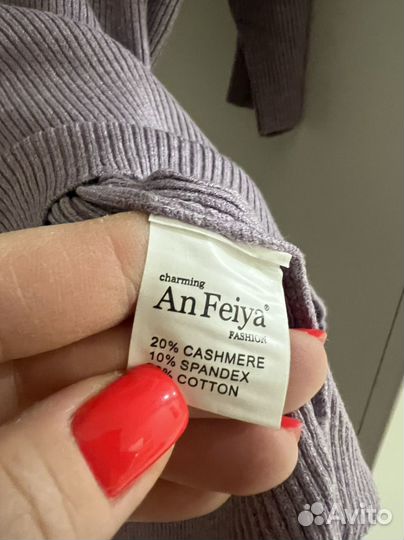 charming
An Feiya®
FASHION
20% CASHMERE
10% SPANDEX
% COTTON
Avito